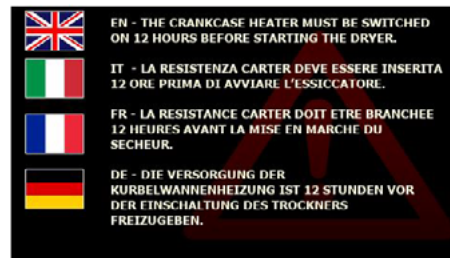 EN - THE CRANKCASE HEATER MUST BE SWITCHED
ON 12 HOURS BEFORE STARTING THE DRYER.
IT - LA RESISTENZA CARTER DEVE ESSERE INSERITA
12 ORE PRIMA DI AVVIARE L'ESSICCATORE.
FR - LA RESISTANCE CARTER DOIT ETRE BRANCHEE
12 HEURES AVANT LA MISE EN MARCHE DU
SECHEUR.
DE - DIE VERSORGUNG DER
KURBELWANNENHEIZUNG IST 12 STUNDEN VOR
DER EINSCHALTUNG DES TROCKNERS
FREIZUGEBEN.